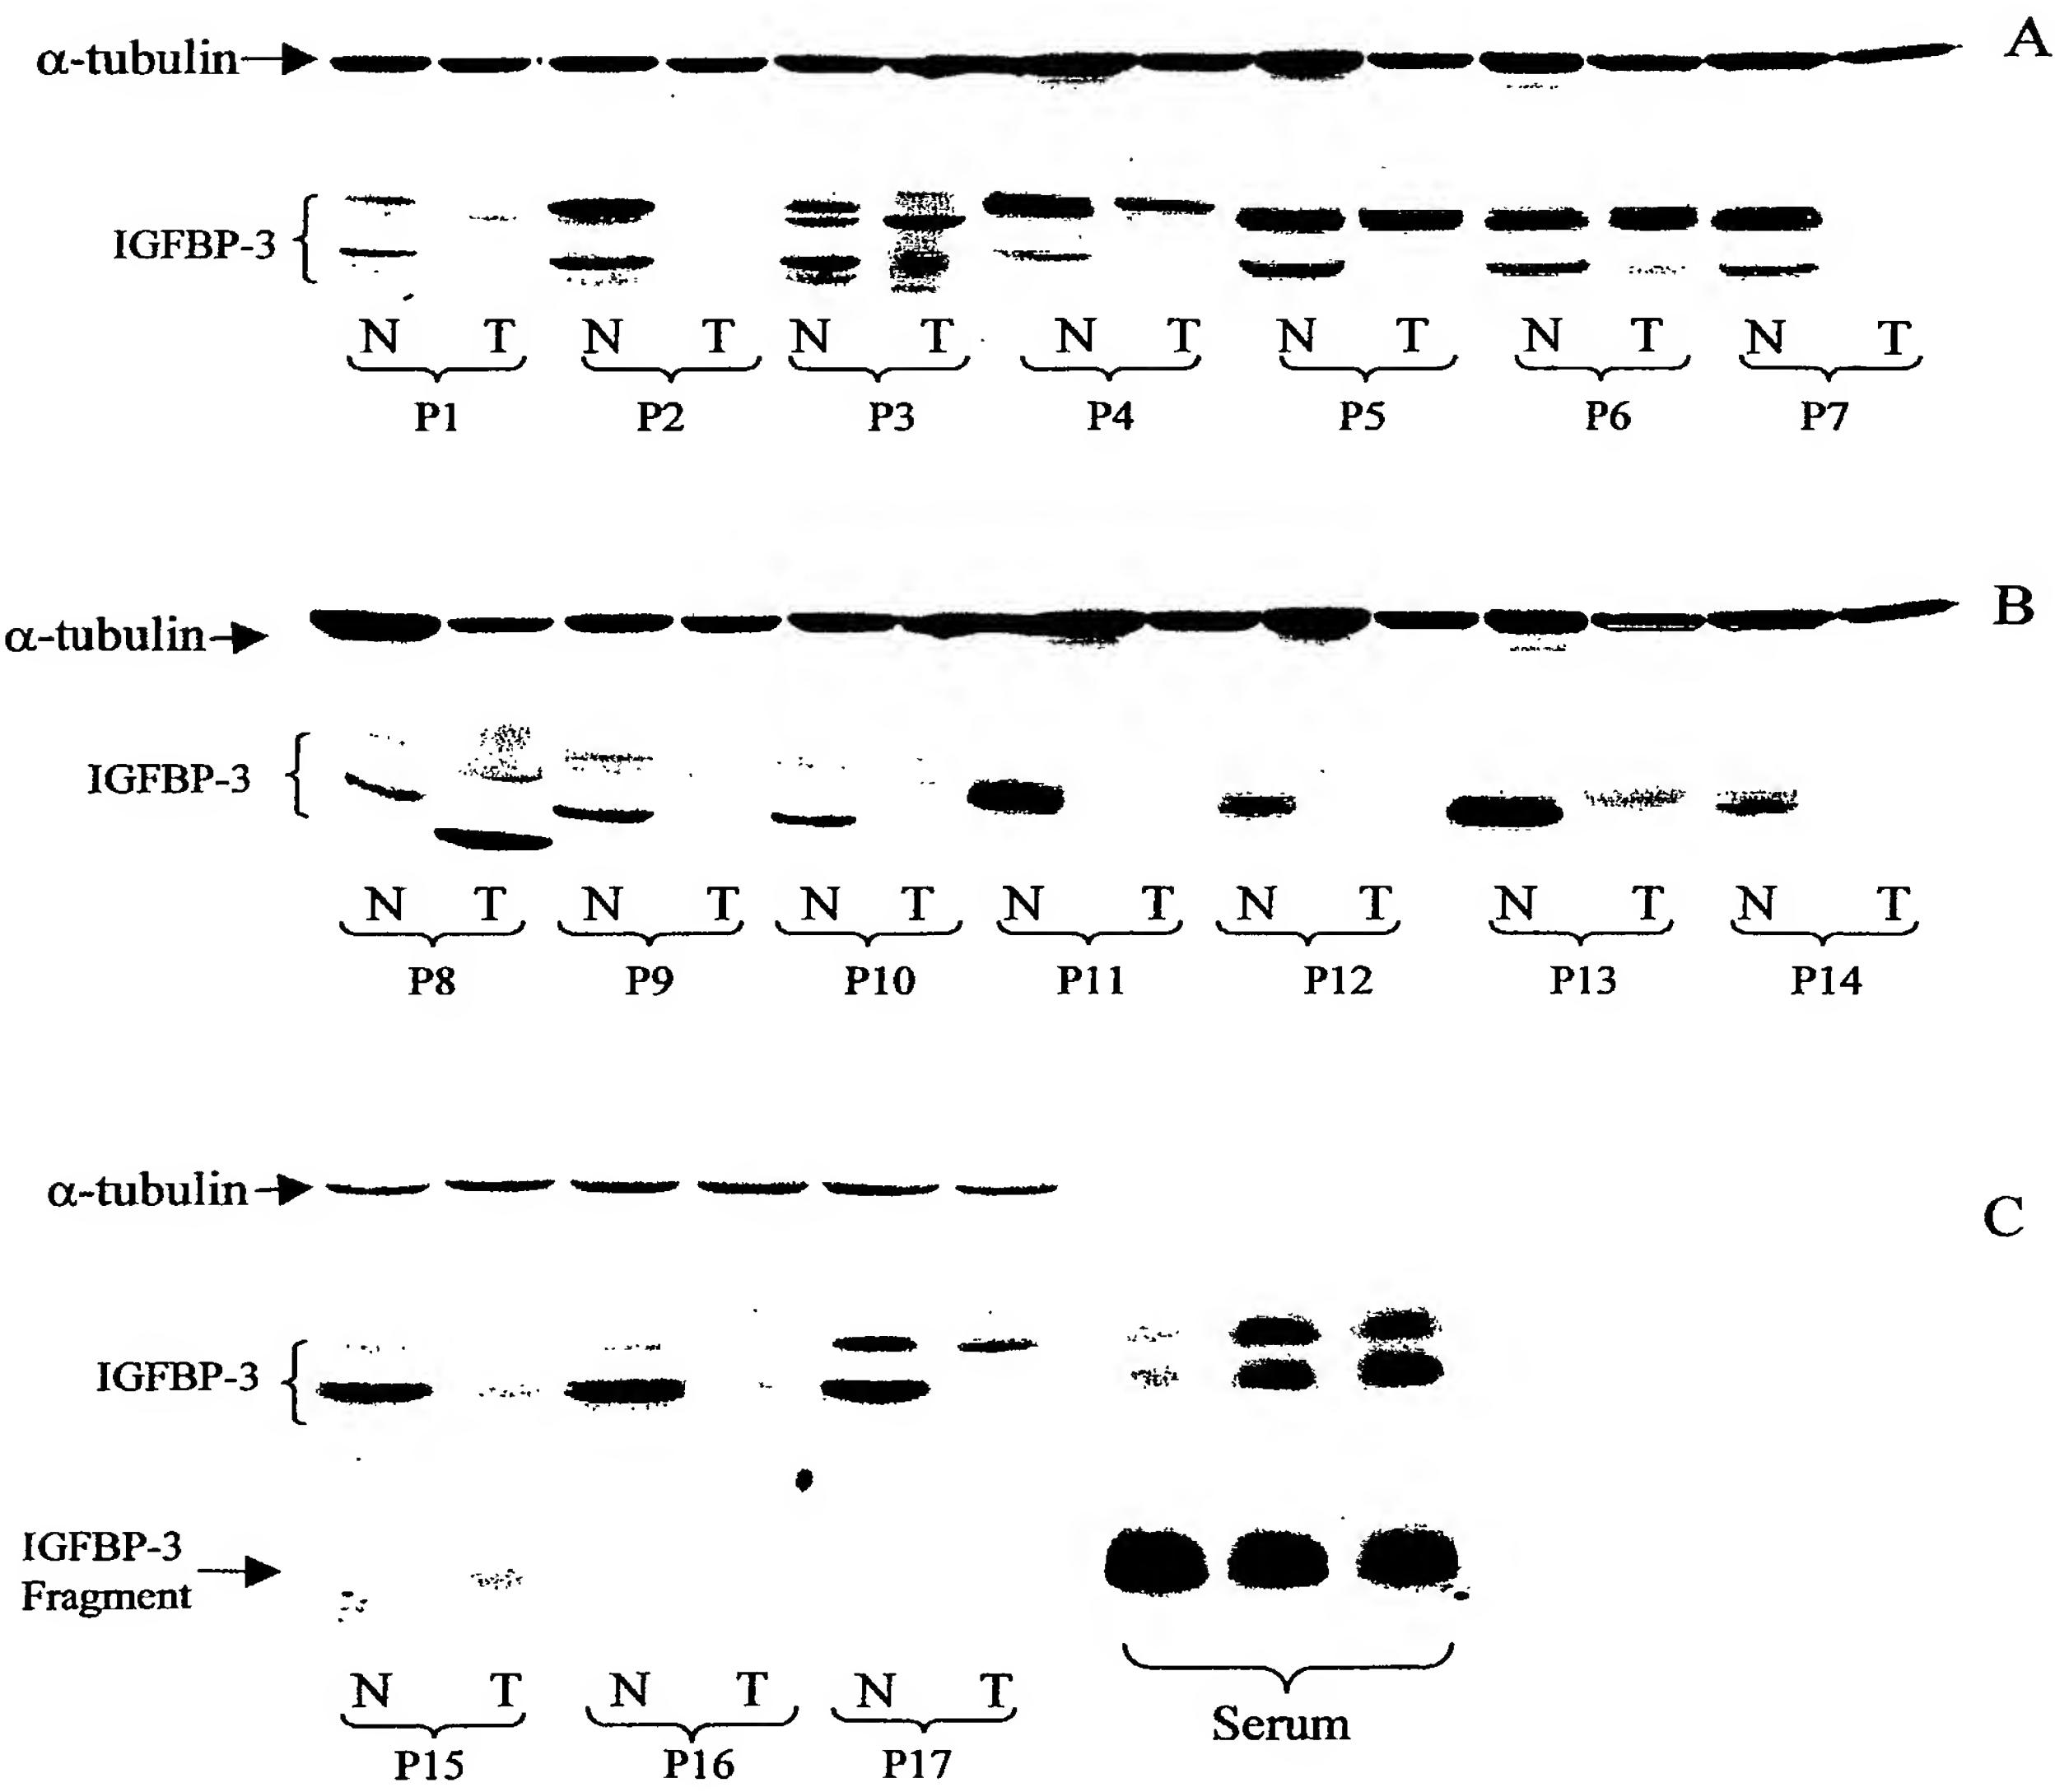 α-tubulin
A
IGFBP-3
N T N T N T N T N T N T N T
P1 P2 P3 P4 P5 P6 P7
α-tubulin
B
IGFBP-3
N T N T N T N T N T N T N T
P8 P9 P10 P11 P12 P13 P14
α-tubulin
C
IGFBP-3
IGFBP-3
Fragment
N T N T N T
Serum
P15 P16 P17